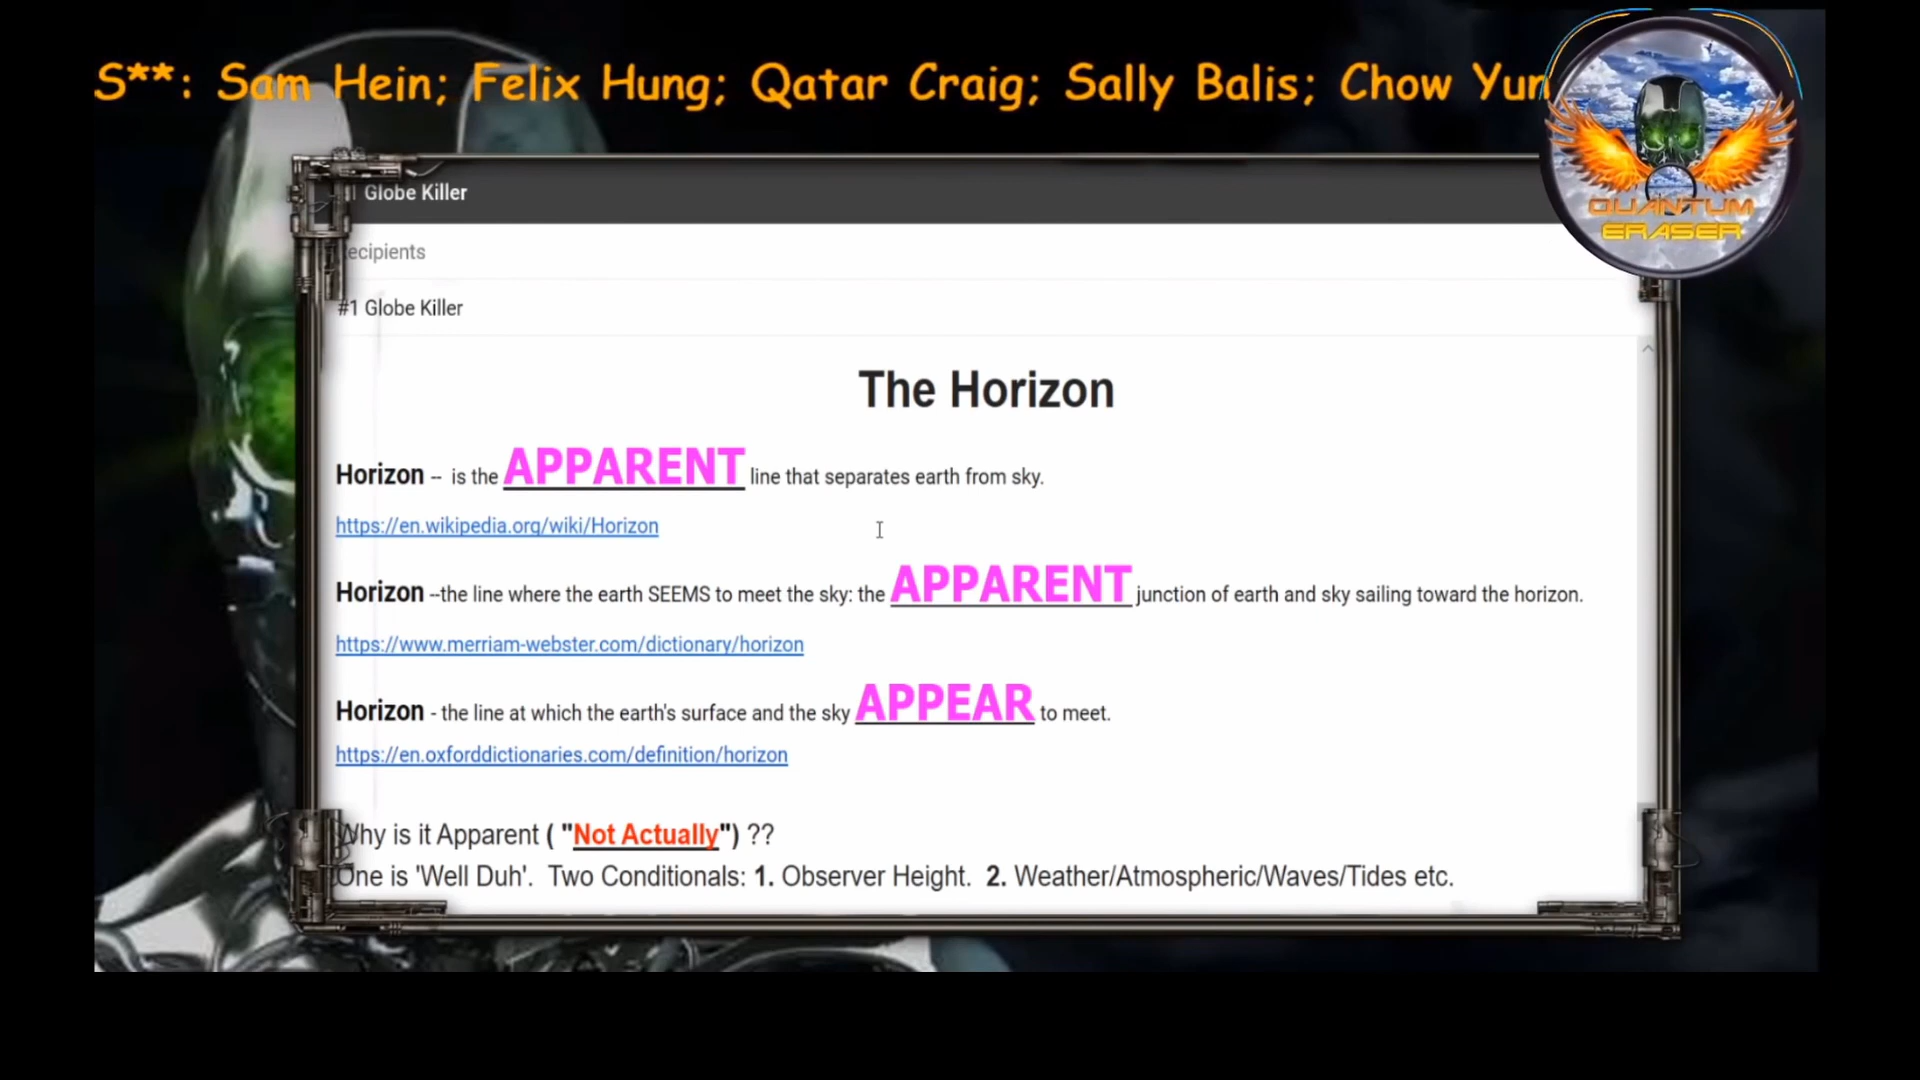 S**: Sam Hein; Felix Hung; Qatar Craig; Sally Balis; Chow Yun
QUANTUM
ERASER
Globe Killer
ecipients
#1 Globe Killer
The Horizon
Horizon -- is the APPARENT line that separates earth from sky.
https://en.wikipedia.org/wiki/Horizon
Horizon --the line where the earth SEEMS to meet the sky: the APPARENT junction of earth and sky sailing toward the horizon.
https://www.merriam-webster.com/dictionary/horizon
Horizon - the line at which the earth's surface and the sky APPEAR to meet.
https://en.oxforddictionaries.com/definition/horizon
Why is it Apparent ( "Not Actually") ??
One is 'Well Duh'. Two Conditionals: 1. Observer Height. 2. Weather/Atmospheric/Waves/Tides etc.